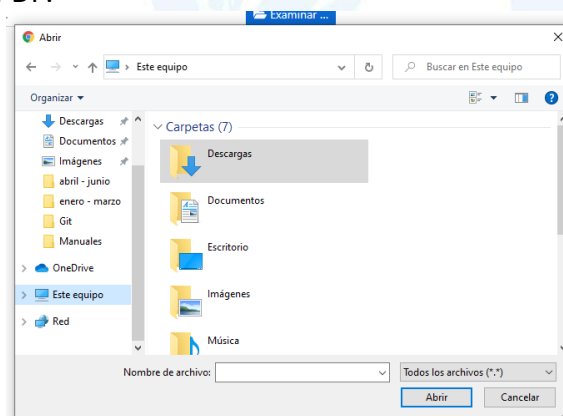 Examinar ...
Abrir
Este equipo
Buscar en Este equipo
Organizar
Descargas
Documentos
Imágenes
abril - junio
enero - marzo
Git
Manuales
OneDrive
Este equipo
Red
Carpetas (7)
Descargas
Documentos
Escritorio
Imágenes
Música
Nombre de archivo:
Todos los archivos (*.*)
Abrir
Cancelar